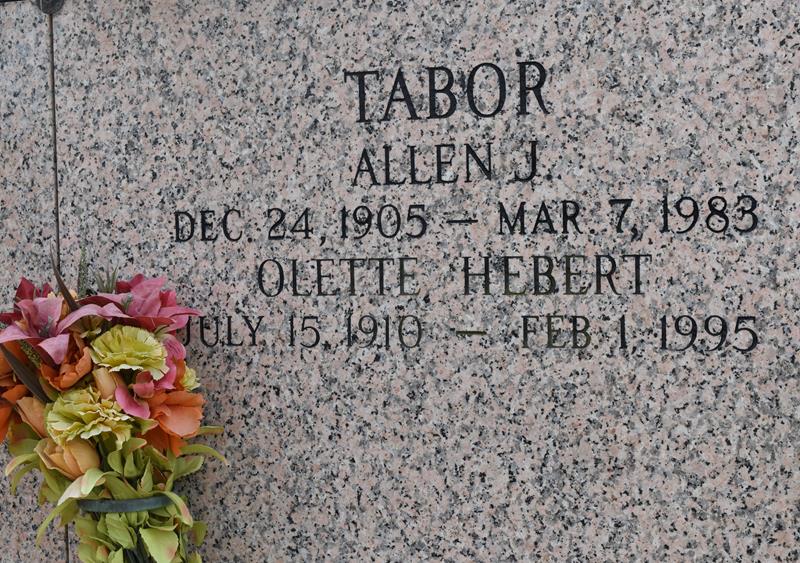 TABOR
ALLEN J.
DEC. 24, 1905 — MAR. 7, 1983
OLETTE HEBERT
JULY 15, 1910 — FEB 1, 1995